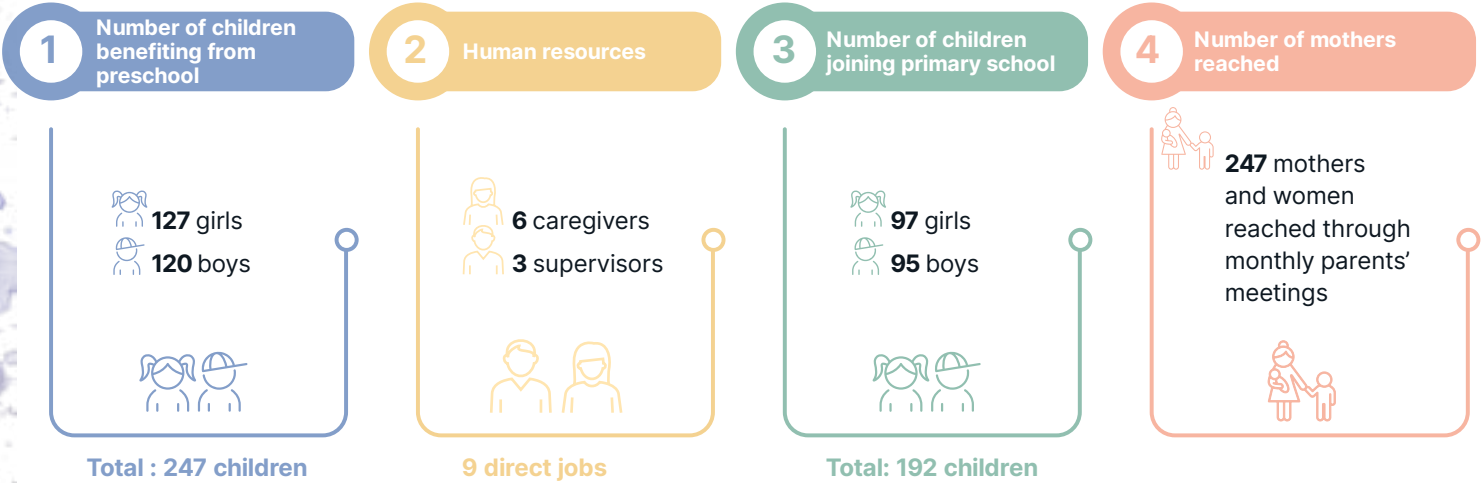 1
Number of children
benefiting from
preschool
127 girls
120 boys
Total : 247 children
2
Human resources
6 caregivers
3 supervisors
9 direct jobs
3
Number of children
joining primary school
97 girls
95 boys
Total: 192 children
4
Number of mothers
reached
247 mothers
and women
reached through
monthly parents’
meetings